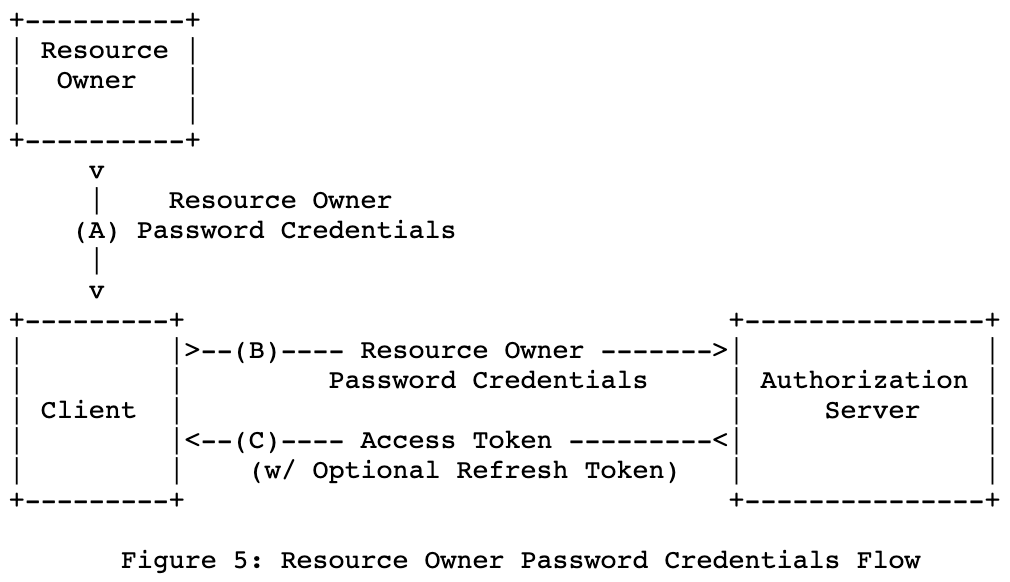 +----------+
| Resource |
|  Owner   |
|          |
+----------+
     v
     |    Resource Owner
    (A) Password Credentials
     |
     v
+---------+                                  +---------------+
|         |>--(B)---- Resource Owner ------->|               |
|         |         Password Credentials     | Authorization |
| Client  |                                  |     Server    |
|         |<--(C)---- Access Token ---------<|               |
|         |    (w/ Optional Refresh Token)   |               |
+---------+                                  +---------------+
Figure 5: Resource Owner Password Credentials Flow